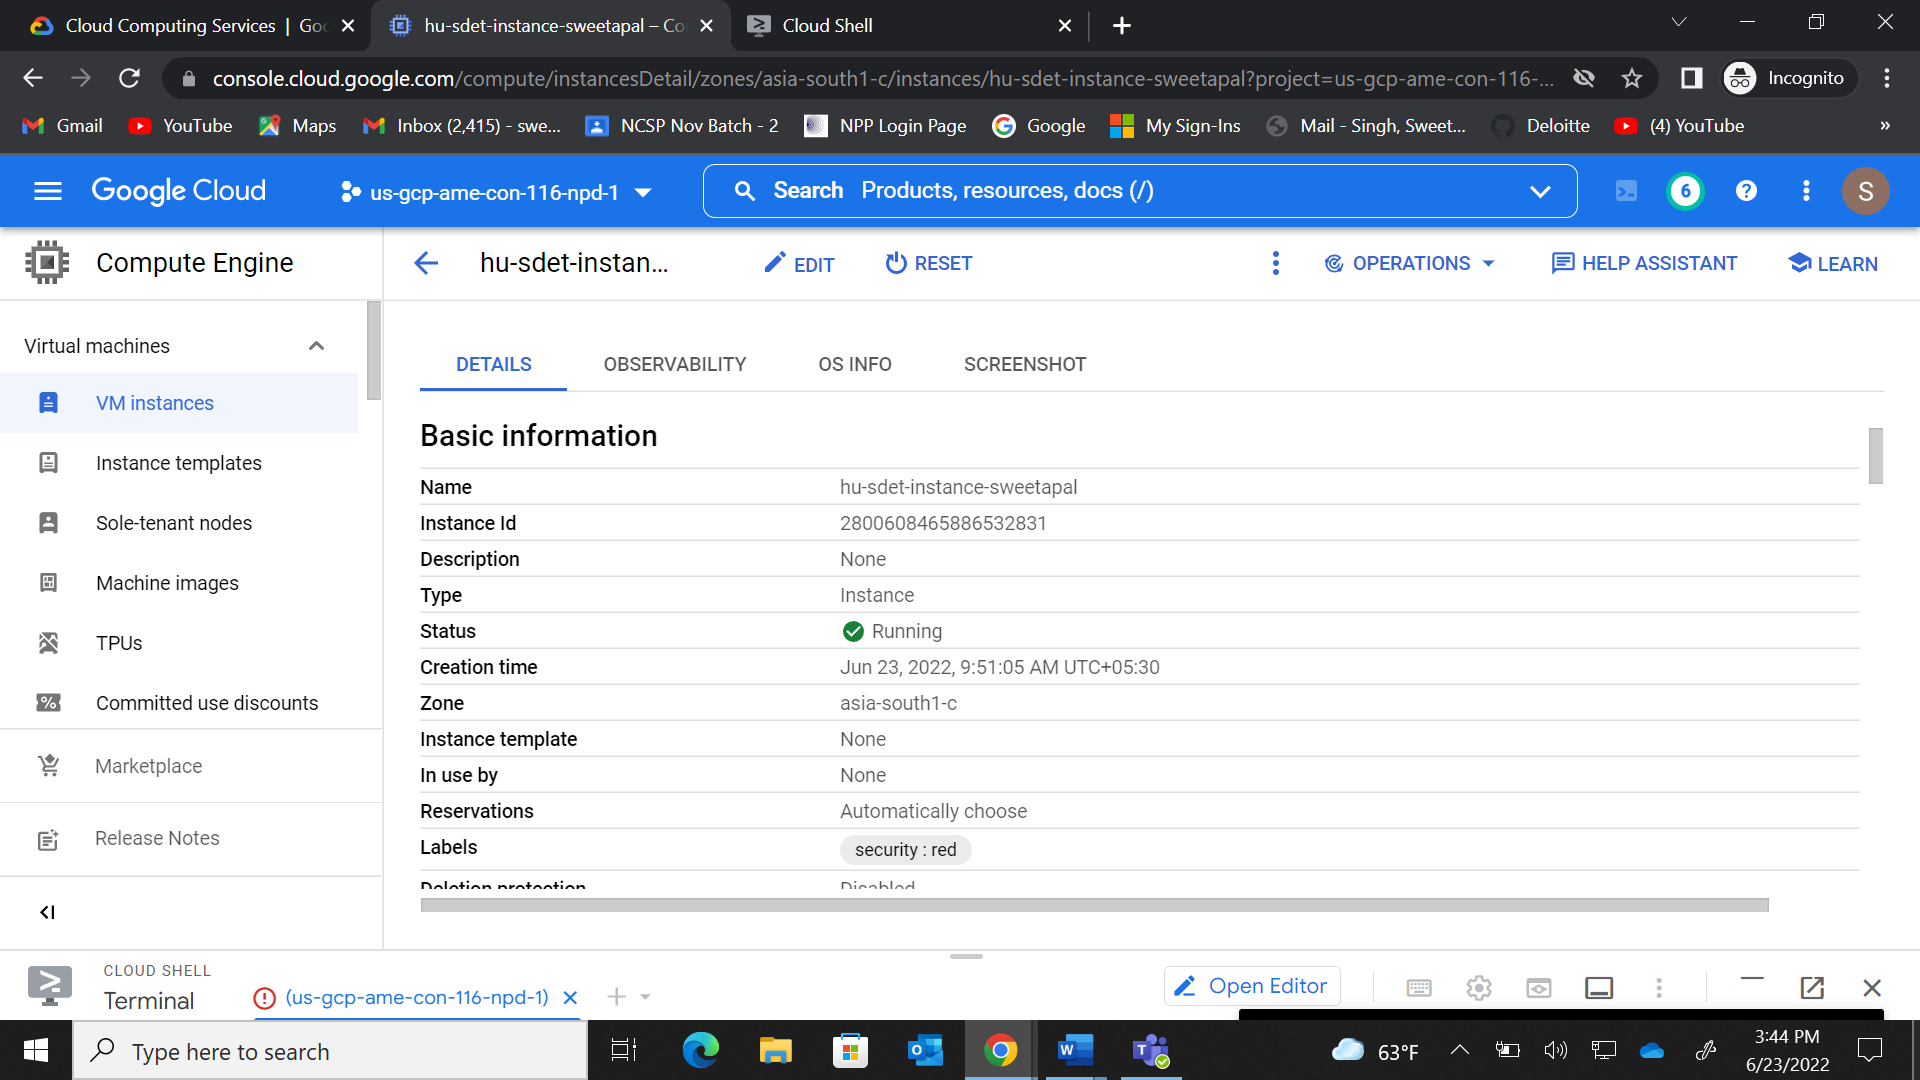 Cloud Computing Services | Goo
hu-sdet-instance-sweetapal – Co
Cloud Shell
console.cloud.google.com/compute/instancesDetail/zones/asia-south1-c/instances/hu-sdet-instance-sweetapal?project=us-gcp-ame-con-116-...
Incognito
Gmail
YouTube
Maps
Inbox (2,415) - swe...
NCSP Nov Batch - 2
NPP Login Page
Google
My Sign-Ins
Mail - Singh, Sweet...
Deloitte
(4) YouTube
»
Google Cloud
us-gcp-ame-con-116-npd-1
Search Products, resources, docs (/)
6
S
Compute Engine
hu-sdet-instan...
EDIT
RESET
OPERATIONS
HELP ASSISTANT
LEARN
Virtual machines
VM instances
Instance templates
Sole-tenant nodes
Machine images
TPUs
Committed use discounts
Marketplace
Release Notes
DETAILS
OBSERVABILITY
OS INFO
SCREENSHOT
Basic information
Name hu-sdet-instance-sweetapal
Instance Id 2800608465886532831
Description None
Type Instance
Status Running
Creation time Jun 23, 2022, 9:51:05 AM UTC+05:30
Zone asia-south1-c
Instance template None
In use by None
Reservations Automatically choose
Labels security : red
Deletion protection Disabled
CLOUD SHELL
Terminal
(us-gcp-ame-con-116-npd-1)
Open Editor
Type here to search
63°F
3:44 PM
6/23/2022